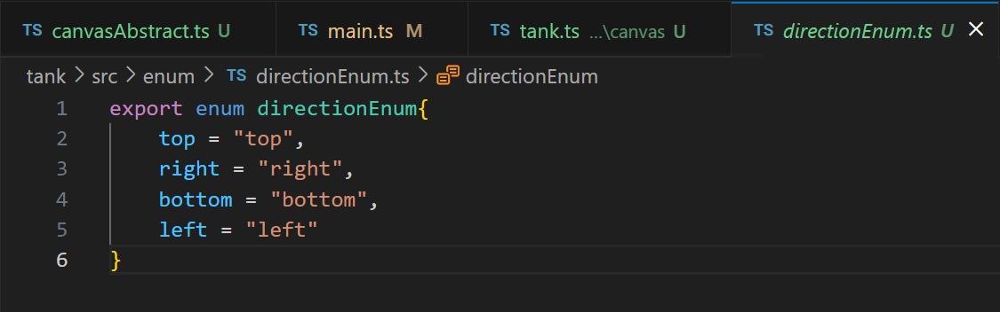 TS canvasAbstract.ts U TS main.ts M TS tank.ts ...\canvas U TS directionEnum.ts U
tank > src > enum > TS directionEnum.ts > directionEnum
1 export enum directionEnum{
2 top = "top",
3 right = "right",
4 bottom = "bottom",
5 left = "left"
6 }